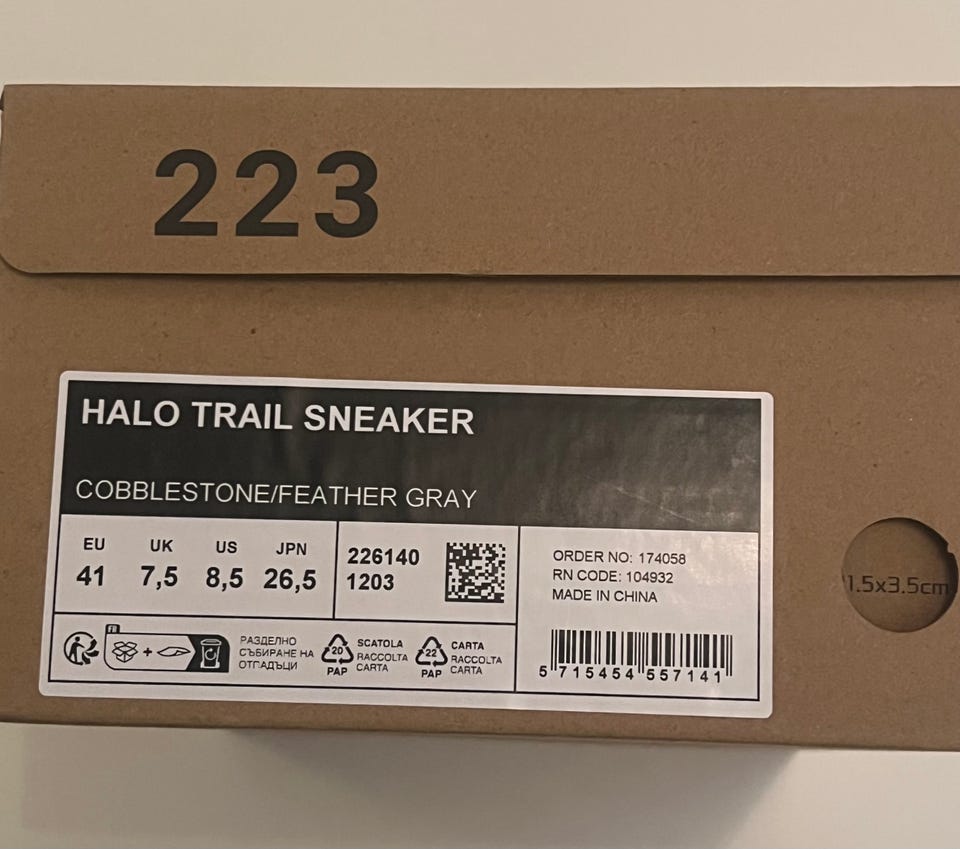 223
HALO TRAIL SNEAKER
COBBLESTONE/FEATHER GRAY
EU UK US JPN
41 7,5 8,5 26,5
226140
1203
ORDER NO: 174058
RN CODE: 104932
MADE IN CHINA
5 715454 557141
FR
+
РАЗДЕЛНО
СЪБИРАНЕ НА
ОТПАДЪЦИ
20
PAP
SCATOLA
RACCOLTA
CARTA
22
PAP
CARTA
RACCOLTA
CARTA
1.5x3.5cm